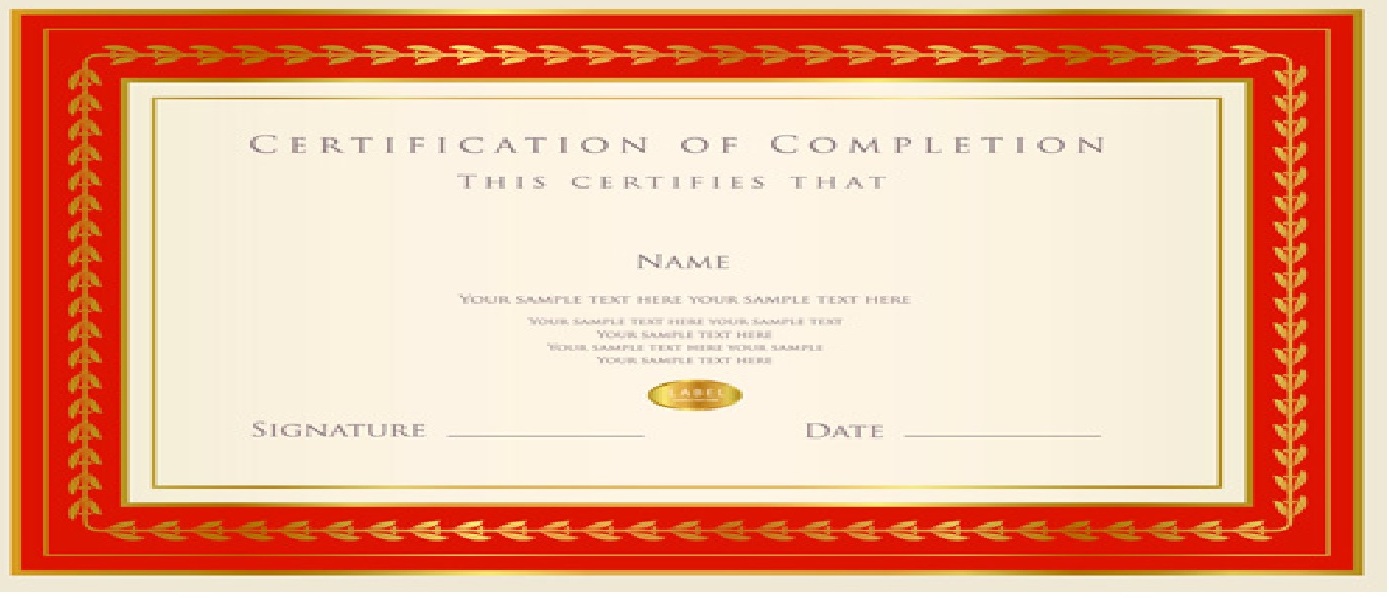 Certification of Completion
This certifies that
Name
Your sample text here your sample text here
Your sample text here your sample text
Your sample text here
Your sample text here your sample
Your sample text here
LABEL
Signature
Date